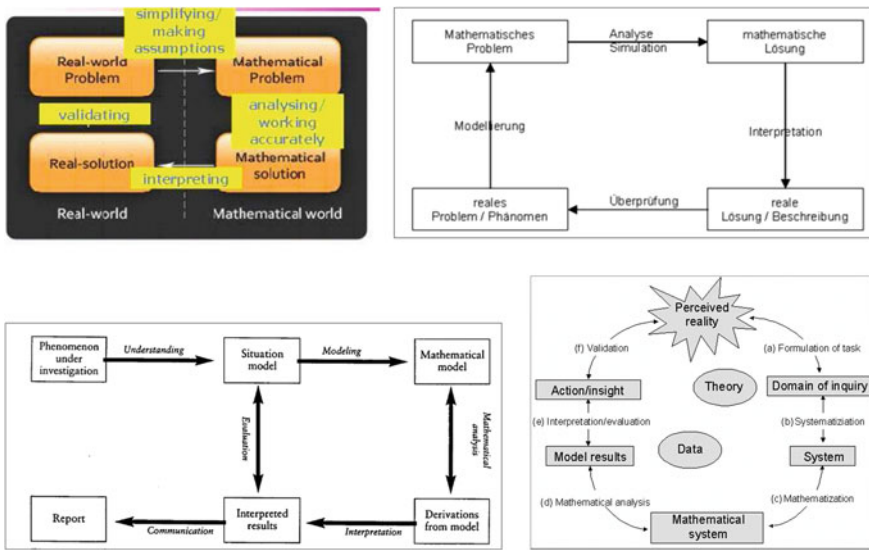 simplifying/
making
assumptions
Real-world
Problem
Mathematical
Problem
validating
analysing/
working
accurately
Real-solution
Mathematical
solution
interpreting
Real-world
Mathematical world
Mathematisches
Problem
Analyse
Simulation
mathematische
Lösung
Modellierung
Interpretation
reales
Problem / Phänomen
Überprüfung
reale
Lösung / Beschreibung
Phenomenon
under
investigation
Understanding
Situation
model
Modeling
Mathematical
model
Evaluation
Mathematical
analysis
Report
Communication
Interpreted
results
Interpretation
Derivations
from model
Perceived
reality
(f) Validation
(a) Formulation of task
Action/insight
Theory
Domain of inquiry
(e) Interpretation/evaluation
(b) Systematiziation
Data
Model results
System
(d) Mathematical analysis
(c) Mathematization
Mathematical
system